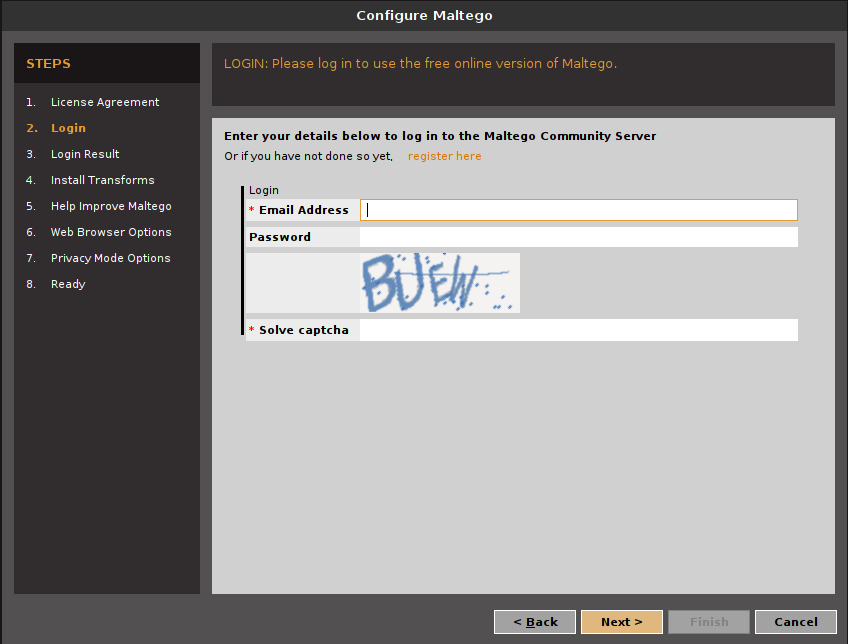 Configure Maltego
STEPS
1. License Agreement
2. Login
3. Login Result
4. Install Transforms
5. Help Improve Maltego
6. Web Browser Options
7. Privacy Mode Options
8. Ready
LOGIN: Please log in to use the free online version of Maltego.
Enter your details below to log in to the Maltego Community Server
Or if you have not done so yet, register here
Login
* Email Address
Password
* Solve captcha
< Back
Next >
Finish
Cancel